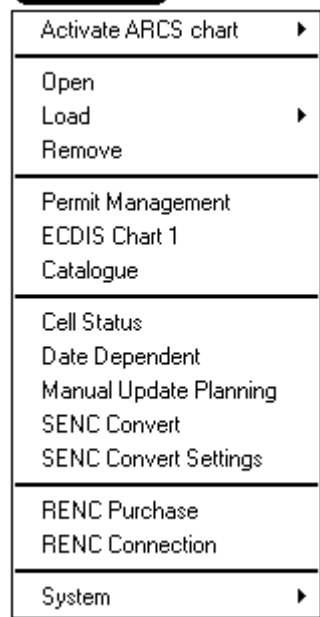 Activate ARCS chart
Open
Load
Remove
Permit Management
ECDIS Chart 1
Catalogue
Cell Status
Date Dependent
Manual Update Planning
SENC Convert
SENC Convert Settings
RENC Purchase
RENC Connection
System